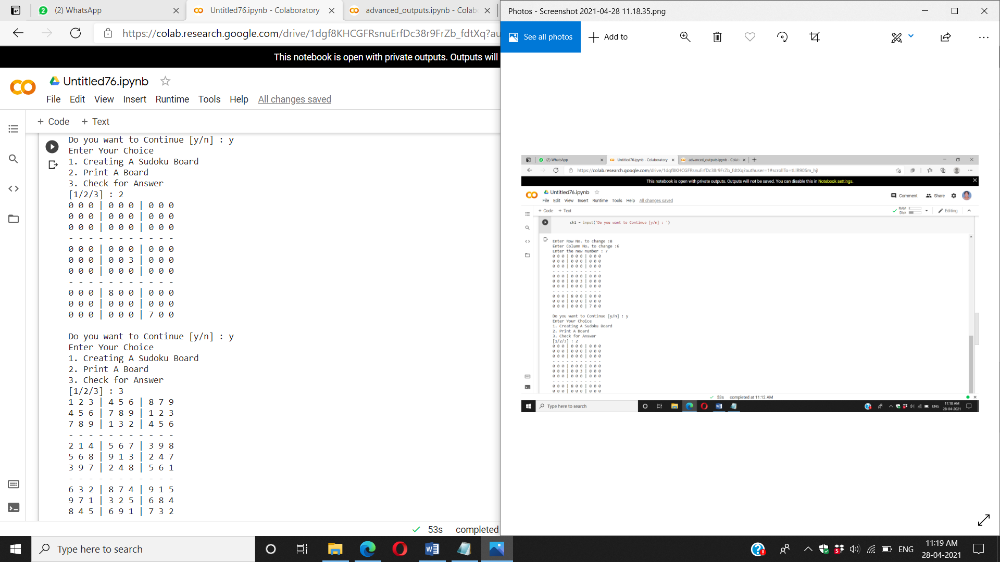 (2) WhatsApp
Untitled76.ipynb - Colaboratory
advanced_outputs.ipynb - Colab
https://colab.research.google.com/drive/1dgf8KHCGFRsnuErfDc38r9FrZb_fdtXq?au
This notebook is open with private outputs. Outputs will
Untitled76.ipynb
File Edit View Insert Runtime Tools Help All changes saved
+ Code + Text
Do you want to Continue [y/n] : y
Enter Your Choice
1. Creating A Sudoku Board
2. Print A Board
3. Check for Answer
[1/2/3] : 2
0 0 0 | 0 0 0 | 0 0 0
0 0 0 | 0 0 0 | 0 0 0
0 0 0 | 0 0 0 | 0 0 0
- - - - - - - - - - -
0 0 0 | 0 0 0 | 0 0 0
0 0 0 | 0 0 3 | 0 0 0
0 0 0 | 0 0 0 | 0 0 0
- - - - - - - - - - -
0 0 0 | 8 0 0 | 0 0 0
0 0 0 | 0 0 0 | 0 0 0
0 0 0 | 0 0 0 | 7 0 0
Do you want to Continue [y/n] : y
Enter Your Choice
1. Creating A Sudoku Board
2. Print A Board
3. Check for Answer
[1/2/3] : 3
1 2 3 | 4 5 6 | 8 7 9
4 5 6 | 7 8 9 | 1 2 3
7 8 9 | 1 3 2 | 4 5 6
- - - - - - - - - - -
2 1 4 | 5 6 7 | 3 9 8
5 6 8 | 9 1 3 | 2 4 7
3 9 7 | 2 4 8 | 5 6 1
- - - - - - - - - - -
6 3 2 | 8 7 4 | 9 1 5
9 7 1 | 3 2 5 | 6 8 4
8 4 5 | 6 9 1 | 7 3 2
53s completed
Photos - Screenshot 2021-04-28 11.18.35.png
See all photos
Add to
(2) WhatsApp
Untitled76.ipynb - Colaboratory
advanced_outputs.ipynb - Colab
https://colab.research.google.com/drive/1dgf8KHCGFRsnuErfDc38r9FrZb_fdtXq?authuser=1#scrollTo=tLlR90Sm_hjl
This notebook is open with private outputs. Outputs will not be saved. You can disable this in Notebook settings.
Untitled76.ipynb
Comment Share
File Edit View Insert Runtime Tools Help All changes saved
+ Code + Text
RAM
Disk
Editing
ch1 = input('Do you want to Continue [y/n] : ')
Enter Row No. to change :8
Enter Column No. to change :6
Enter the new number : 7
0 0 0 | 0 0 0 | 0 0 0
0 0 0 | 0 0 0 | 0 0 0
0 0 0 | 0 0 0 | 0 0 0
- - - - - - - - - - -
0 0 0 | 0 0 0 | 0 0 0
0 0 0 | 0 0 3 | 0 0 0
0 0 0 | 0 0 0 | 0 0 0
- - - - - - - - - - -
0 0 0 | 8 0 0 | 0 0 0
0 0 0 | 0 0 0 | 0 0 0
0 0 0 | 0 0 0 | 7 0 0
Do you want to Continue [y/n] : y
Enter Your Choice
1. Creating A Sudoku Board
2. Print A Board
3. Check for Answer
[1/2/3] : 2
0 0 0 | 0 0 0 | 0 0 0
0 0 0 | 0 0 0 | 0 0 0
0 0 0 | 0 0 0 | 0 0 0
- - - - - - - - - - -
0 0 0 | 0 0 0 | 0 0 0
0 0 0 | 0 0 3 | 0 0 0
0 0 0 | 0 0 0 | 0 0 0
- - - - - - - - - - -
0 0 0 | 8 0 0 | 0 0 0
0 0 0 | 0 0 0 | 0 0 0
53s completed at 11:12 AM
Type here to search
ENG
11:18 AM
28-04-2021
Type here to search
ENG
11:19 AM
28-04-2021